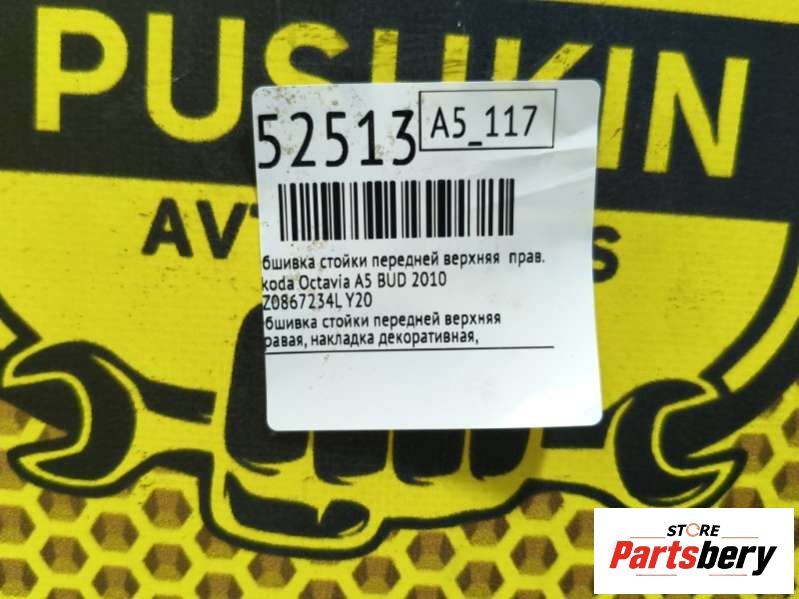 PUSHKIN
52513
A5_117
AVT
S
бшивка стойки передней верхняя прав.
koda Octavia A5 BUD 2010
Z0867234L Y20
бшивка стойки передней верхняя
равая, накладка декоративная,
STORE
Partsbery